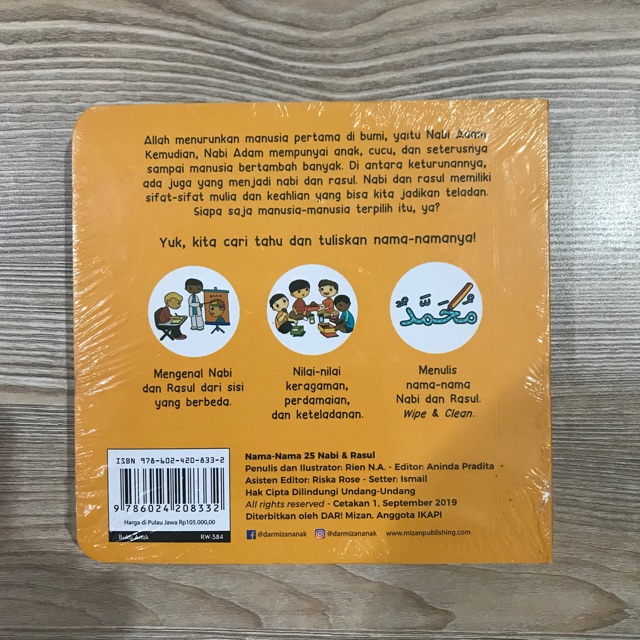 Allah menurunkan manusia pertama di bumi, yaitu Nabi Adam.
Kemudian, Nabi Adam mempunyai anak, cucu, dan seterusnya
sampai manusia bertambah banyak. Di antara keturunannya,
ada juga yang menjadi nabi dan rasul. Nabi dan rasul memiliki
sifat-sifat mulia dan keahlian yang bisa kita jadikan teladan.
Siapa saja manusia-manusia terpilih itu, ya?
Yuk, kita cari tahu dan tuliskan nama-namanya!
مُحَمَّدٌ
Mengenal Nabi
dan Rasul dari sisi
yang berbeda.
Nilai-nilai
keragaman,
perdamaian,
dan keteladanan.
Menulis
nama-nama
Nabi dan Rasul.
Wipe & Clean.
ISBN 978-602-420-833-2
9 786024 208332
Harga di Pulau Jawa Rp105.000,00
Buku Anak RW-584
Nama-Nama 25 Nabi & Rasul
Penulis dan Ilustrator: Rien N.A. - Editor: Aninda Pradita -
Asisten Editor: Riska Rose - Setter: Ismail
Hak Cipta Dilindungi Undang-Undang
All rights reserved - Cetakan 1, September 2019
Diterbitkan oleh DAR! Mizan. Anggota IKAPI
@darmizananak @darmizananak www.mizanpublishing.com